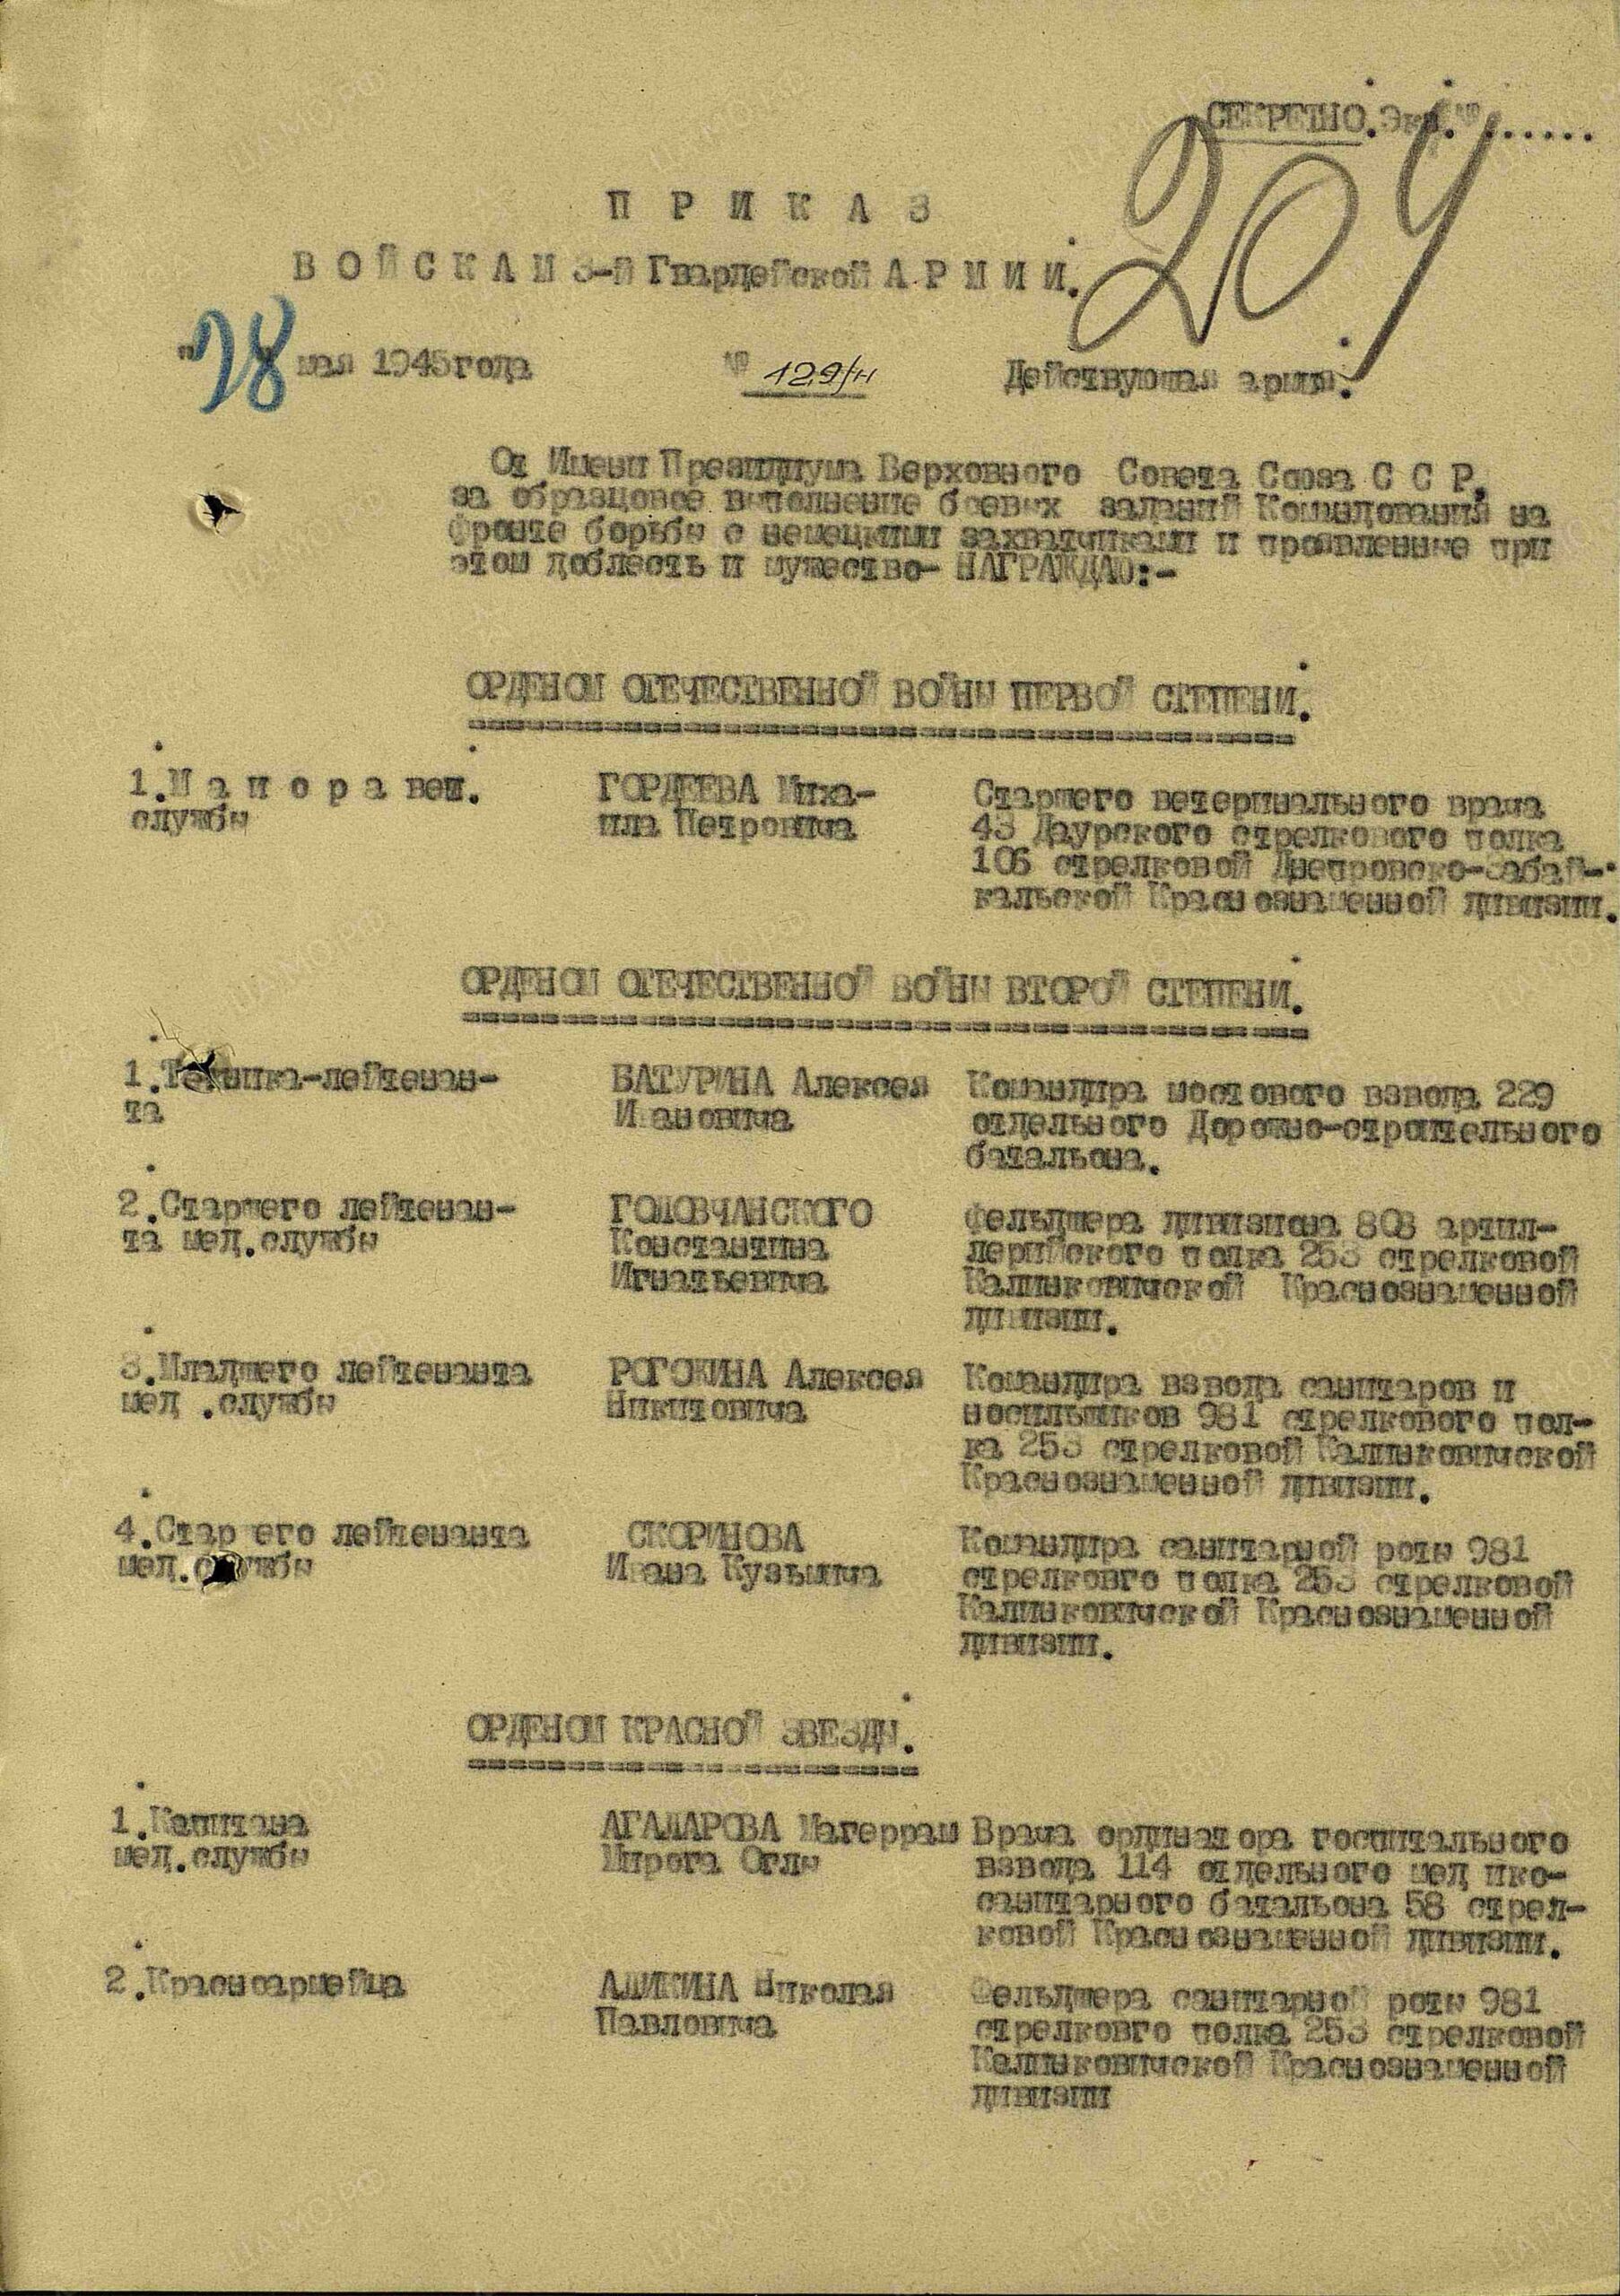 СЕКРЕТНО. Экз. № ......
209
П Р И К А З
В О Й С К А М 3-й Гвардейской А Р М И И.
"28" мая 1945 года № 129/н Действующая армия.
От Имени Президиума Верховного Совета Союза С С Р,
за образцовое выполнение боевых заданий Командования на
фронте борьбы с немецкими захватчиками и проявленные при
этом доблесть и мужество- НАГРАЖДАЮ:-
ОРДЕНОМ ОТЕЧЕСТВЕННОЙ ВОЙНЫ ПЕРВОЙ СТЕПЕНИ.
1.М а й о р а вет. ГОРДЕЕВА Миха- Старшего ветеринального врача
службы ила Петровича 43 Даурского стрелкового полка
106 стрелковой Днепровско-Забай-
кальской Краснознаменной дивизии.
ОРДЕНОМ ОТЕЧЕСТВЕННОЙ ВОЙНЫ ВТОРОЙ СТЕПЕНИ.
1.Техника-лейтенан- БАТУРИНА Алексея Командира мостового взвода 229
та Ивановича отдельного Дорожно-строительного
батальона.
2.Старшего лейтенан- ГОЛОВЧАНСКОГО Фельдшера дивизиона 808 артил-
та мед.службы Константина лерийского полка 253 стрелковой
Игнатьевича Калинковичской Краснознаменной
дивизии.
3.Младшего лейтенанта РОГОЖИНА Алексея Командира взвода санитаров и
мед .службы Никитовича носильщиков 981 стрелкового пол-
ка 253 стрелковой Калинковичской
Краснознаменной дивизии.
4.Старшего лейтенанта СКОРИНОВА Командира санитарной роты 981
мед.службы Ивана Кузьмича стрелковго полка 253 стрелковой
Калинковичской Краснознаменной
дивизии.
ОРДЕНОМ КРАСНОЙ ЗВЕЗДЫ.
1.Капитана АГАДАРОВА Магеррам Врача ординатора госпитального
мед.службы Мирога Оглы взвода 114 отдельного медико-
санитарного батальона 58 стрел-
ковой Краснознаменной дивизии.
2.Красноармейца АЛИКИНА Николая Фельдшера санитарной роты 981
Павловича стрелковго полка 253 стрелковой
Калинковичской Краснознаменной
дивизии